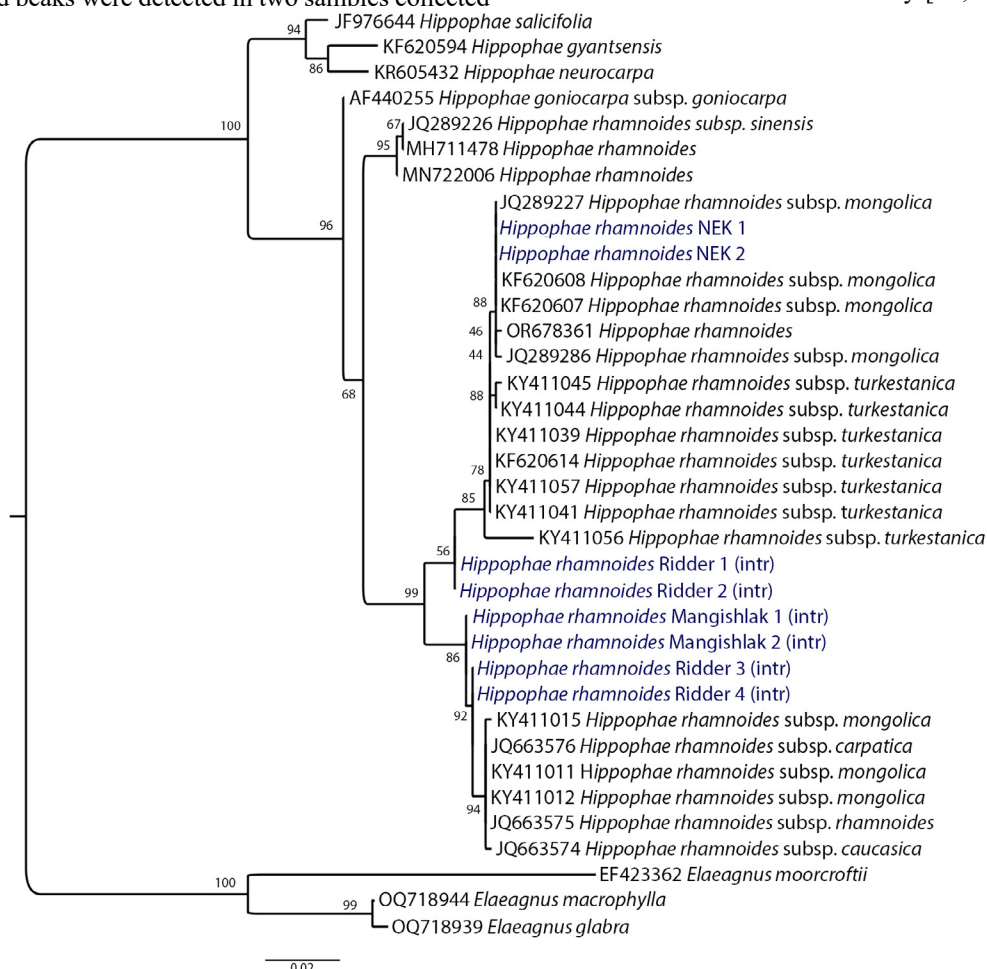 d beaks were detected in two samples collected
94 JF976644 Hippophae salicifolia
KF620594 Hippophae gyantsensis
86 KR605432 Hippophae neurocarpa
AF440255 Hippophae goniocarpa subsp. goniocarpa
100 67 JQ289226 Hippophae rhamnoides subsp. sinensis
95 MH711478 Hippophae rhamnoides
MN722006 Hippophae rhamnoides
JQ289227 Hippophae rhamnoides subsp. mongolica
96 Hippophae rhamnoides NEK 1
Hippophae rhamnoides NEK 2
KF620608 Hippophae rhamnoides subsp. mongolica
88 KF620607 Hippophae rhamnoides subsp. mongolica
46 OR678361 Hippophae rhamnoides
44 JQ289286 Hippophae rhamnoides subsp. mongolica
KY411045 Hippophae rhamnoides subsp. turkestanica
68 88 KY411044 Hippophae rhamnoides subsp. turkestanica
KY411039 Hippophae rhamnoides subsp. turkestanica
78 KF620614 Hippophae rhamnoides subsp. turkestanica
85 KY411057 Hippophae rhamnoides subsp. turkestanica
KY411041 Hippophae rhamnoides subsp. turkestanica
KY411056 Hippophae rhamnoides subsp. turkestanica
56 Hippophae rhamnoides Ridder 1 (intr)
99 Hippophae rhamnoides Ridder 2 (intr)
Hippophae rhamnoides Mangishlak 1 (intr)
Hippophae rhamnoides Mangishlak 2 (intr)
86 Hippophae rhamnoides Ridder 3 (intr)
Hippophae rhamnoides Ridder 4 (intr)
92 KY411015 Hippophae rhamnoides subsp. mongolica
JQ663576 Hippophae rhamnoides subsp. carpatica
KY411011 Hippophae rhamnoides subsp. mongolica
KY411012 Hippophae rhamnoides subsp. mongolica
94 JQ663575 Hippophae rhamnoides subsp. rhamnoides
JQ663574 Hippophae rhamnoides subsp. caucasica
100 EF423362 Elaeagnus moorcroftii
99 OQ718944 Elaeagnus macrophylla
OQ718939 Elaeagnus glabra
0.02